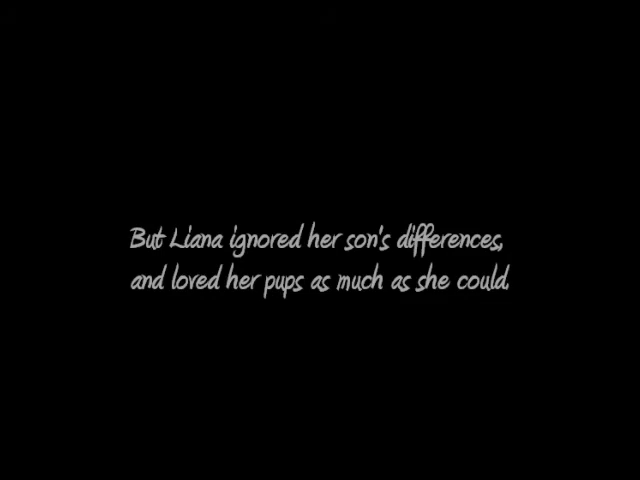 But Liana ignored her son's differences,
and loved her pups as much as she could.